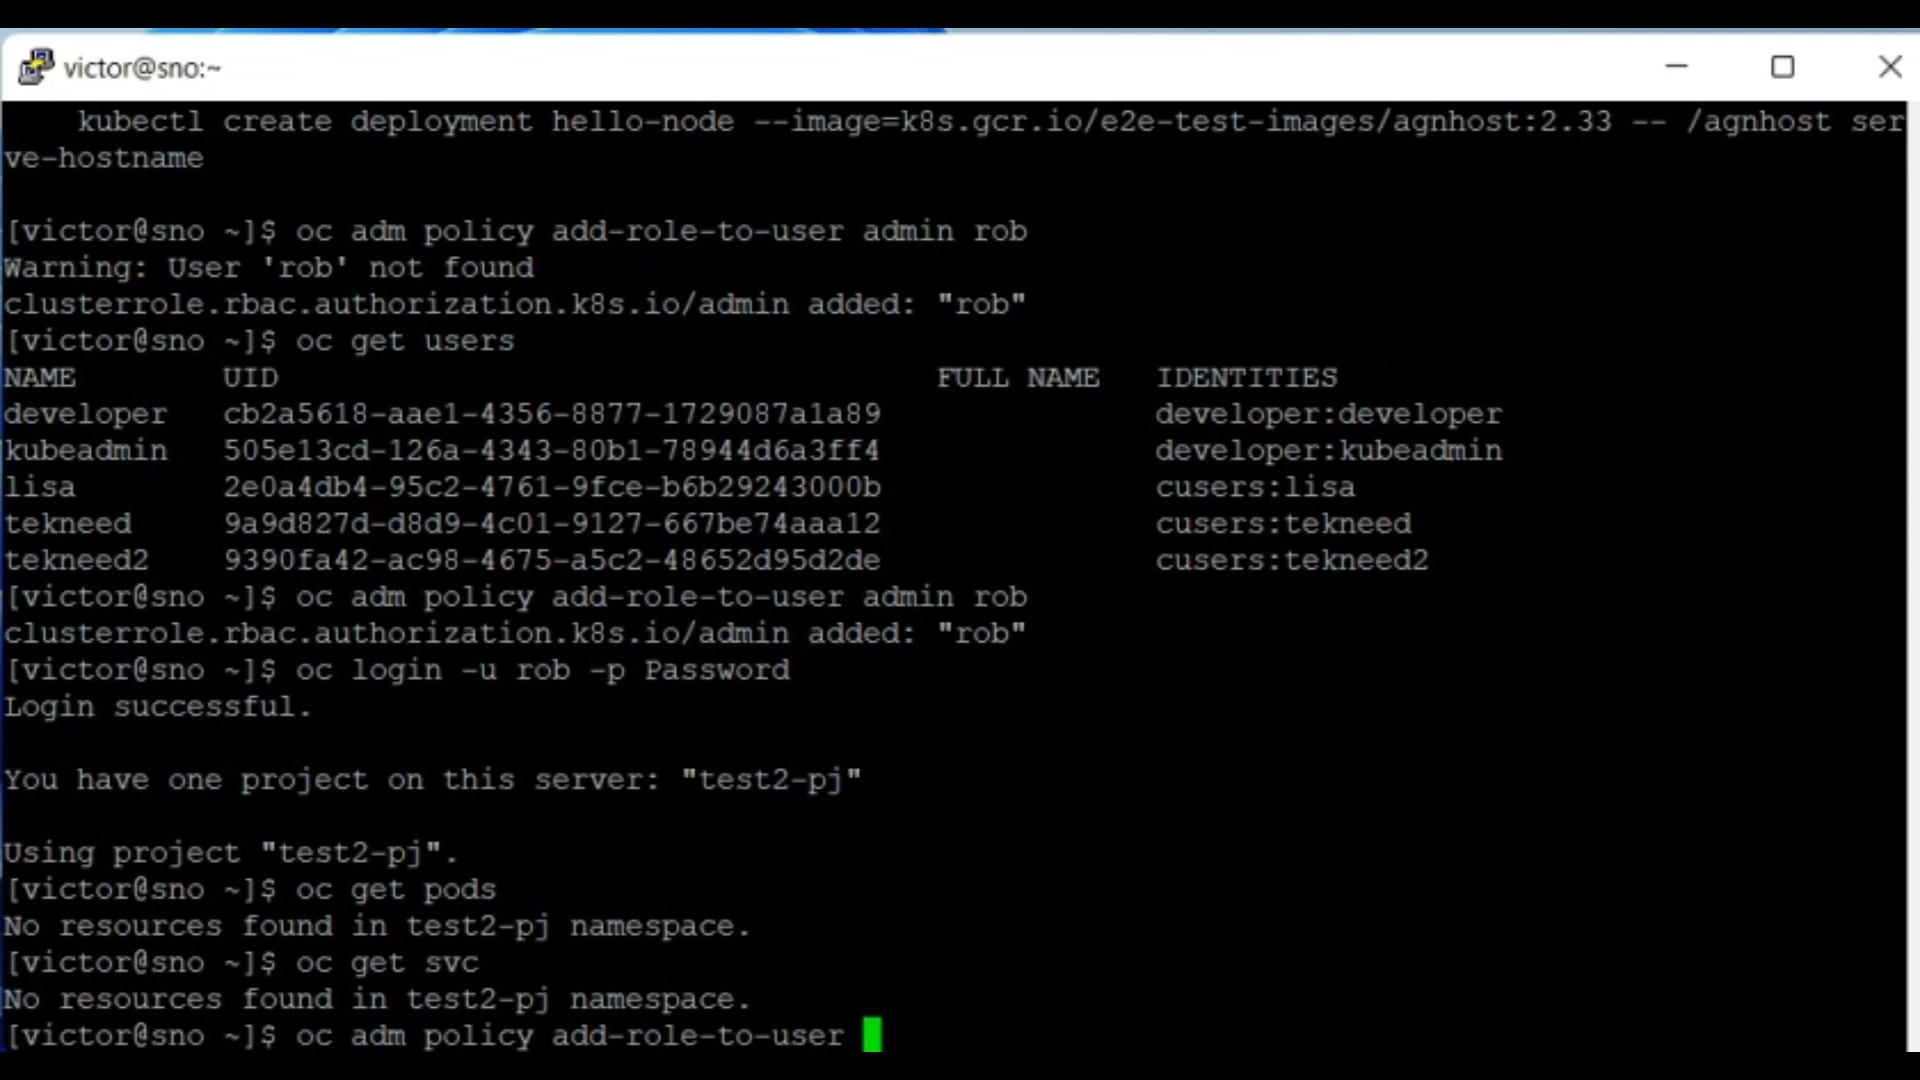 victor@sno:~
kubectl create deployment hello-node --image=k8s.gcr.io/e2e-test-images/agnhost:2.33 -- /agnhost ser
ve-hostname
[victor@sno ~]$ oc adm policy add-role-to-user admin rob
Warning: User 'rob' not found
clusterrole.rbac.authorization.k8s.io/admin added: "rob"
[victor@sno ~]$ oc get users
NAME UID FULL NAME IDENTITIES
developer cb2a5618-aae1-4356-8877-1729087a1a89 developer:developer
kubeadmin 505e13cd-126a-4343-80b1-78944d6a3ff4 developer:kubeadmin
lisa 2e0a4db4-95c2-4761-9fce-b6b29243000b cusers:lisa
tekneed 9a9d827d-d8d9-4c01-9127-667be74aaa12 cusers:tekneed
tekneed2 9390fa42-ac98-4675-a5c2-48652d95d2de cusers:tekneed2
[victor@sno ~]$ oc adm policy add-role-to-user admin rob
clusterrole.rbac.authorization.k8s.io/admin added: "rob"
[victor@sno ~]$ oc login -u rob -p Password
Login successful.
You have one project on this server: "test2-pj"
Using project "test2-pj".
[victor@sno ~]$ oc get pods
No resources found in test2-pj namespace.
[victor@sno ~]$ oc get svc
No resources found in test2-pj namespace.
[victor@sno ~]$ oc adm policy add-role-to-user